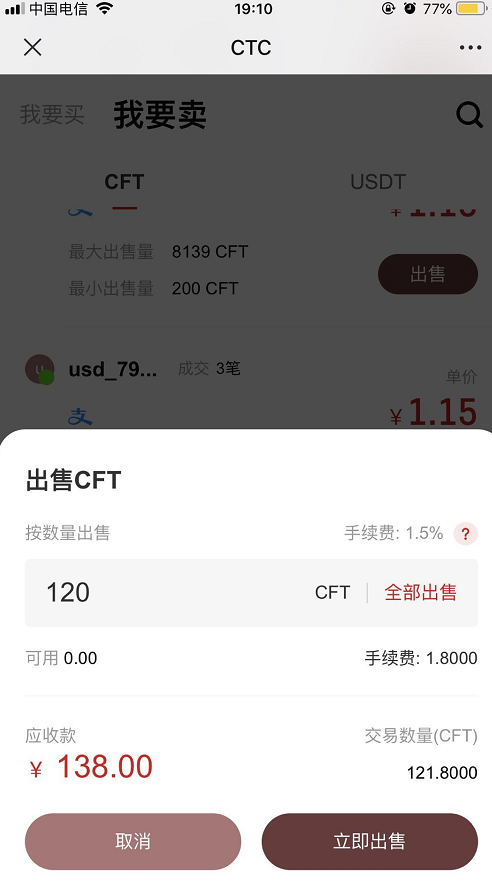 中国电信 19:10 77%
CTC
我要买 我要卖
CFT USDT
最大出售量 8139 CFT
出售
最小出售量 200 CFT
usd_79... 成交 3笔
单价
支 ¥1.15
出售CFT
按数量出售 手续费: 1.5% ?
120 CFT 全部出售
可用 0.00 手续费: 1.8000
应收款 交易数量(CFT)
¥ 138.00 121.8000
取消 立即出售